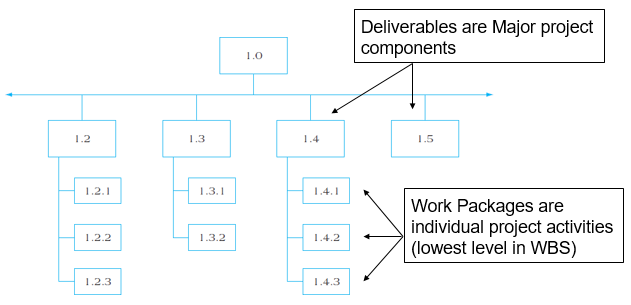 Deliverables are Major project
components
1.0
1.2
1.3
1.4
1.5
1.2.1
1.3.1
1.4.1
Work Packages are
individual project activities
(lowest level in WBS)
1.2.2
1.3.2
1.4.2
1.2.3
1.4.3